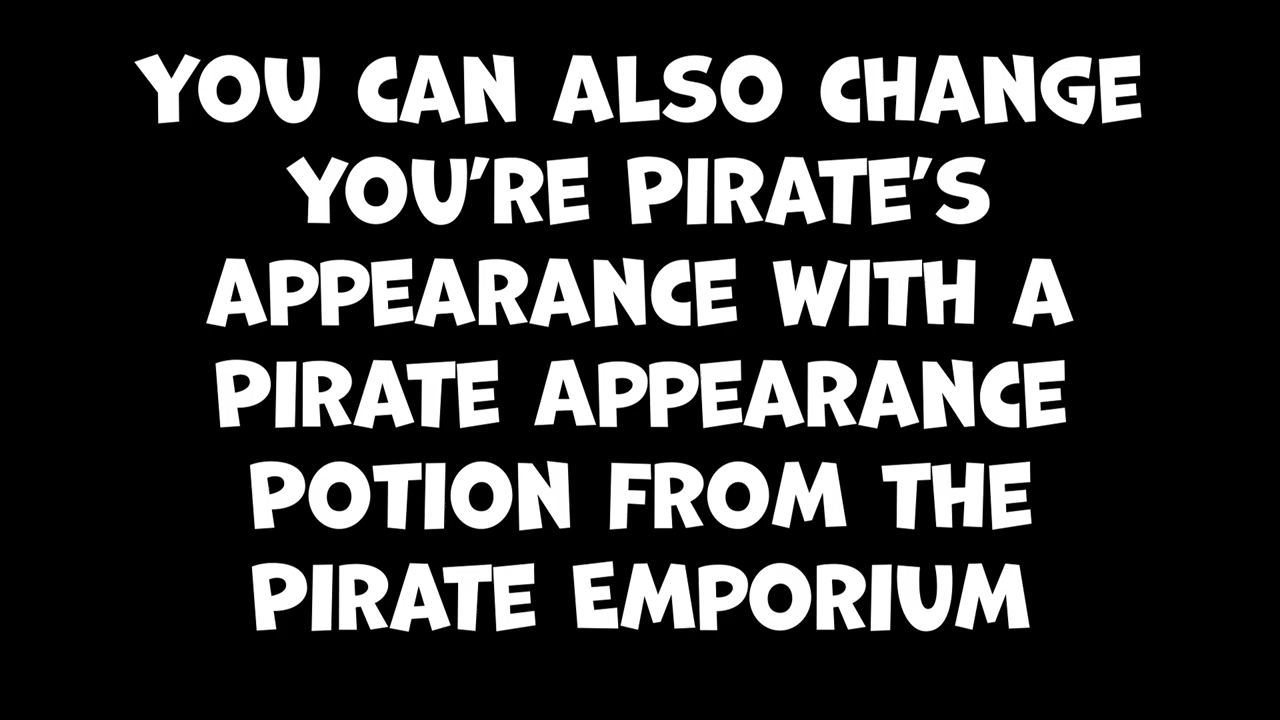 YOU CAN ALSO CHANGE
YOU'RE PIRATE'S
APPEARANCE WITH A
PIRATE APPEARANCE
POTION FROM THE
PIRATE EMPORIUM